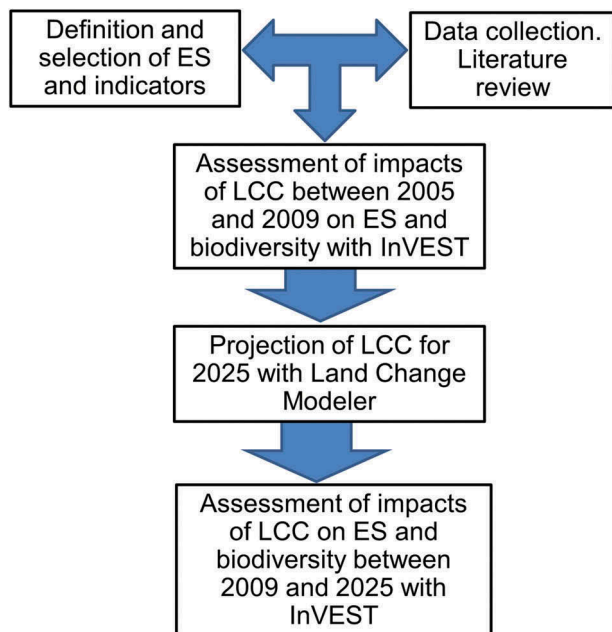 Definition and
selection of ES
and indicators
Data collection.
Literature
review
Assessment of impacts
of LCC between 2005
and 2009 on ES and
biodiversity with InVEST
Projection of LCC for
2025 with Land Change
Modeler
Assessment of impacts
of LCC on ES and
biodiversity between
2009 and 2025 with
InVEST